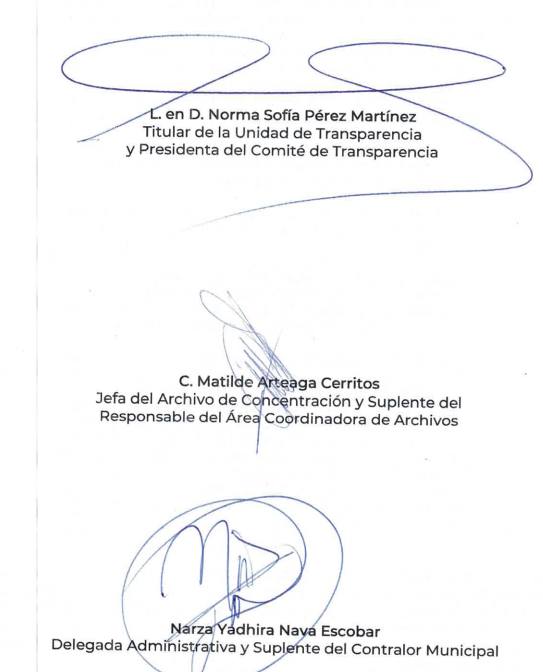 L. en D. Norma Sofía Pérez Martínez
Titular de la Unidad de Transparencia
y Presidenta del Comité de Transparencia
C. Matilde Arteaga Cerritos
Jefa del Archivo de Concentración y Suplente del
Responsable del Área Coordinadora de Archivos
Narza Yadhira Nava Escobar
Delegada Administrativa y Suplente del Contralor Municipal